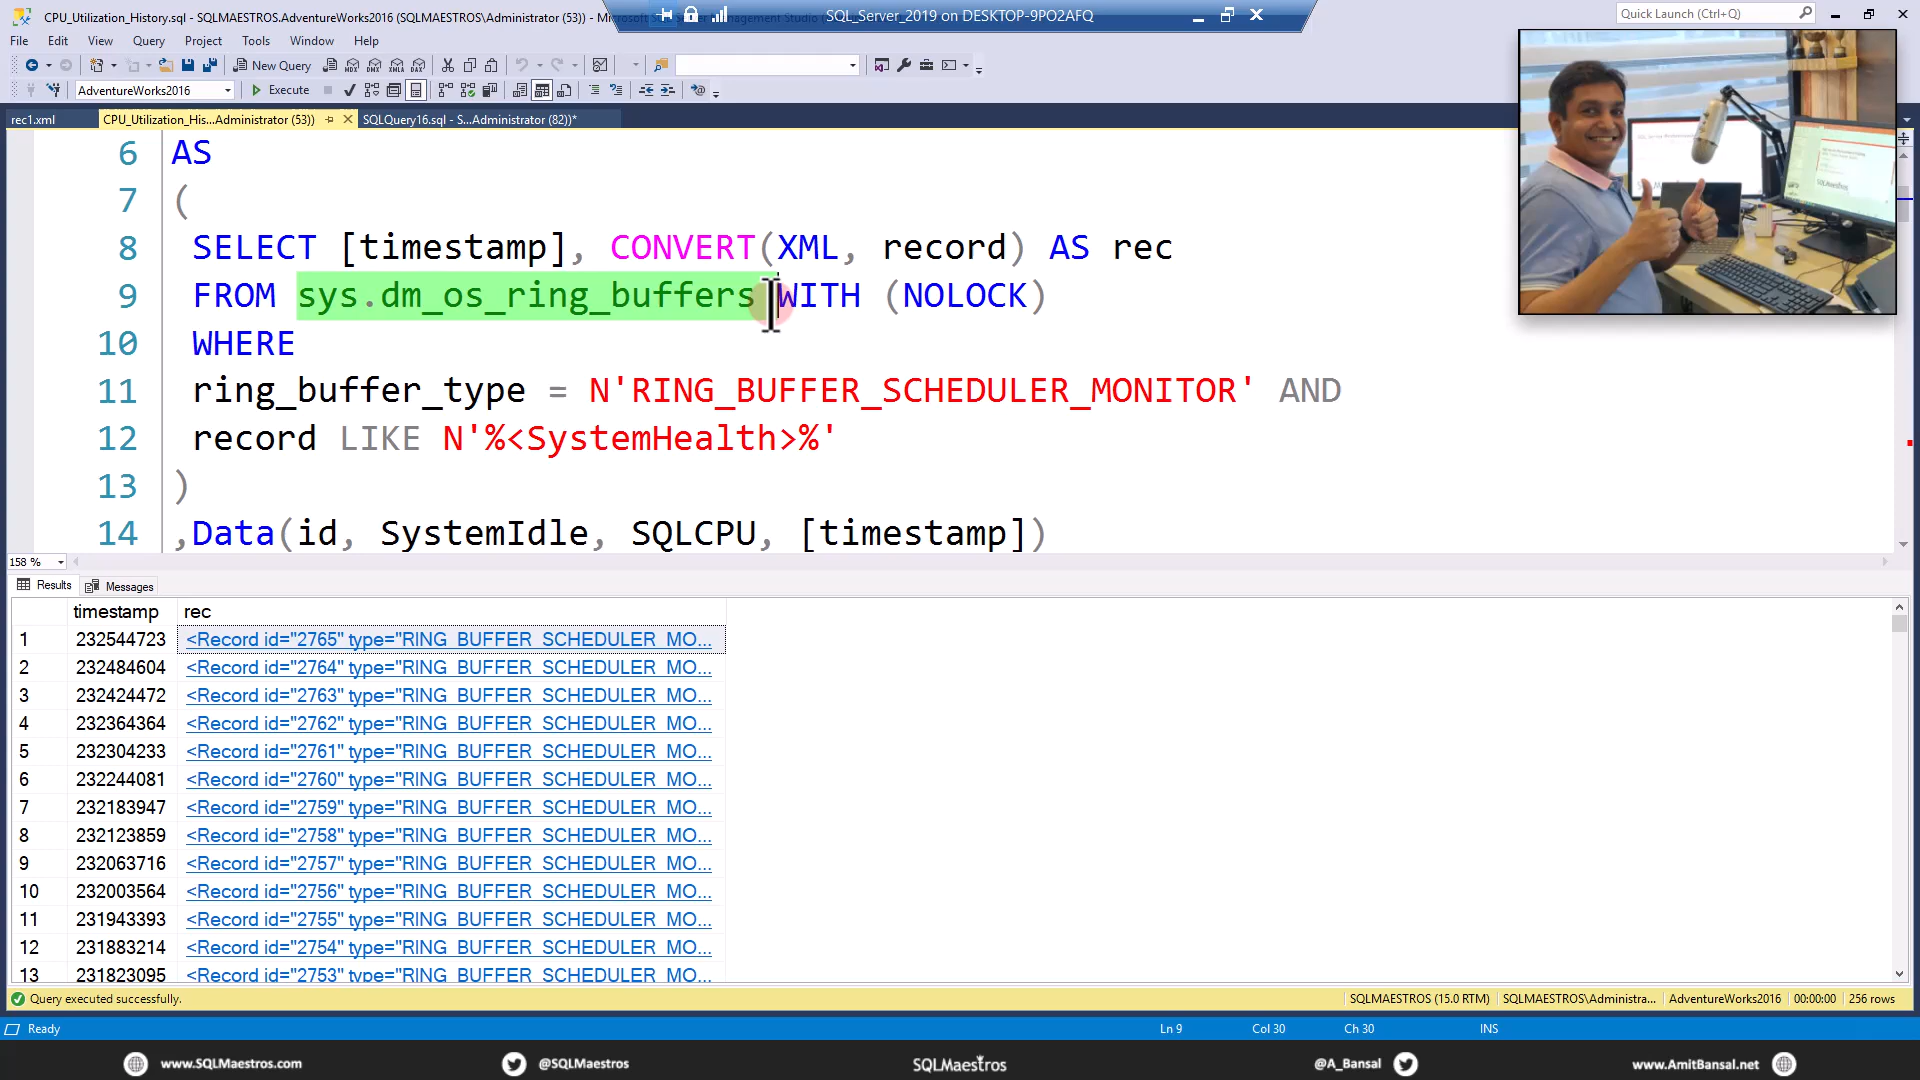 CPU_Utilization_History.sql - SQLMAESTROS.AdventureWorks2016 (SQLMAESTROS\Administrator (53)) - Microsoft SQL Server Management Studio
SQL_Server_2019 on DESKTOP-9PO2AFQ
Quick Launch (Ctrl+Q)
File Edit View Query Project Tools Window Help
New Query
AdventureWorks2016
Execute
rec1.xml
CPU_Utilization_His...Administrator (53))
SQLQuery16.sql - S...Administrator (82))*
6 AS
7 (
8 SELECT [timestamp], CONVERT(XML, record) AS rec
9 FROM sys.dm_os_ring_buffers WITH (NOLOCK)
10 WHERE
11 ring_buffer_type = N'RING_BUFFER_SCHEDULER_MONITOR' AND
12 record LIKE N'%<SystemHealth>%'
13 )
14 ,Data(id, SystemIdle, SQLCPU, [timestamp])
158 %
Results Messages
timestamp rec
1 232544723 <Record id="2765" type="RING_BUFFER_SCHEDULER_MO...
2 232484604 <Record id="2764" type="RING_BUFFER_SCHEDULER_MO...
3 232424472 <Record id="2763" type="RING_BUFFER_SCHEDULER_MO...
4 232364364 <Record id="2762" type="RING_BUFFER_SCHEDULER_MO...
5 232304233 <Record id="2761" type="RING_BUFFER_SCHEDULER_MO...
6 232244081 <Record id="2760" type="RING_BUFFER_SCHEDULER_MO...
7 232183947 <Record id="2759" type="RING_BUFFER_SCHEDULER_MO...
8 232123859 <Record id="2758" type="RING_BUFFER_SCHEDULER_MO...
9 232063716 <Record id="2757" type="RING_BUFFER_SCHEDULER_MO...
10 232003564 <Record id="2756" type="RING_BUFFER_SCHEDULER_MO...
11 231943393 <Record id="2755" type="RING_BUFFER_SCHEDULER_MO...
12 231883214 <Record id="2754" type="RING_BUFFER_SCHEDULER_MO...
13 231823095 <Record id="2753" type="RING_BUFFER_SCHEDULER_MO...
Query executed successfully.
SQLMAESTROS (15.0 RTM) SQLMAESTROS\Administra... AdventureWorks2016 00:00:00 256 rows
Ready Ln 9 Col 30 Ch 30 INS
www.SQLMaestros.com @SQLMaestros SQLMaestros @A_Bansal www.AmitBansal.net